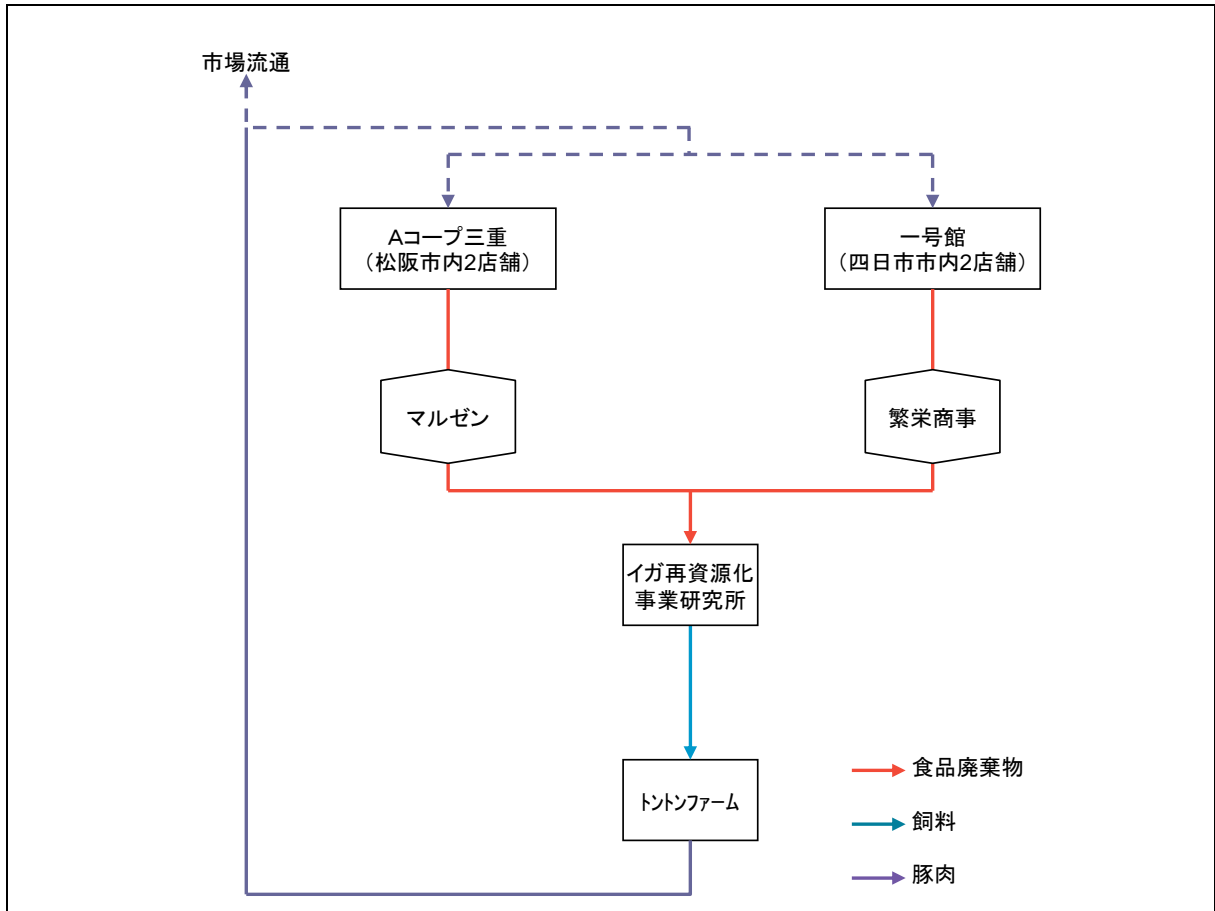 市場流通
Aコープ三重
（松阪市内2店舗）
一号館
（四日市市内2店舗）
マルゼン
繁栄商事
イガ再資源化
事業研究所
トントンファーム
食品廃棄物
飼料
豚肉